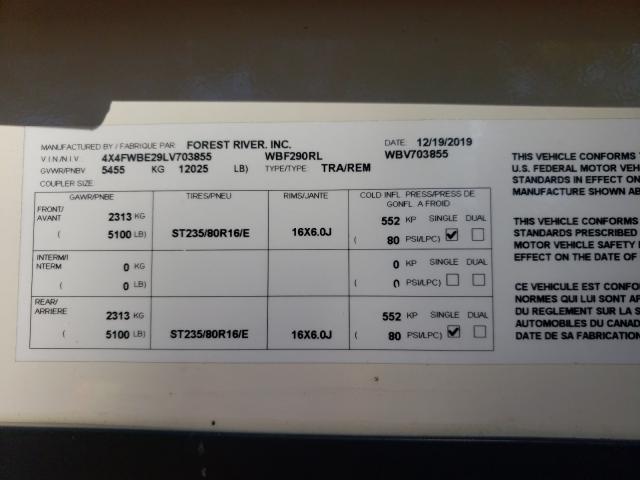 MANUFACTURED BY / FABRIQUE PAR: FOREST RIVER, INC. DATE: 12/19/2019
V I N / N I V 4X4FWBE29LV703855 WBF290RL WBV703855
GVWR/PNBV 5455 KG 12025 LB) TYPE/TYPE: TRA/REM
COUPLER SIZE:
GAWR/PNBE TIRES/PNEU RIMS/JANTE COLD INFL. PRESS/PRESS DE GONFL. A FROID
FRONT/ AVANT 2313 KG 552 KP SINGLE DUAL
( 5100 LB) ST235/80R16/E 16X6.0J ( 80 PSI/LPC)
INTERM/I NTERM 0 KG 0 KP SINGLE DUAL
( 0 LB) ( 0 PSI/LPC)
REAR/ ARRIERE 2313 KG 552 KP SINGLE DUAL
( 5100 LB) ST235/80R16/E 16X6.0J ( 80 PSI/LPC)
THIS VEHICLE CONFORMS
U.S. FEDERAL MOTOR VEH
STANDARDS IN EFFECT ON
MANUFACTURE SHOWN AB
THIS VEHICLE CONFORMS
STANDARDS PRESCRIBED
MOTOR VEHICLE SAFETY
EFFECT ON THE DATE OF
CE VEHICULE EST CONFO
NORMES QUI LUI SONT AF
DU REGLEMENT SUR LA S
AUTOMOBILES DU CANAD
DATE DE SA FABRICATION